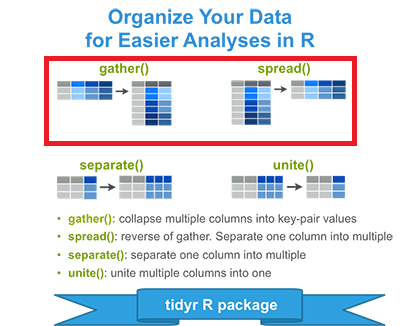 Organize Your Data
for Easier Analyses in R
gather() spread()
separate() unite()
• gather(): collapse multiple columns into key-pair values
• spread(): reverse of gather. Separate one column into multiple
• separate(): separate one column into multiple
• unite(): unite multiple columns into one
tidyr R package